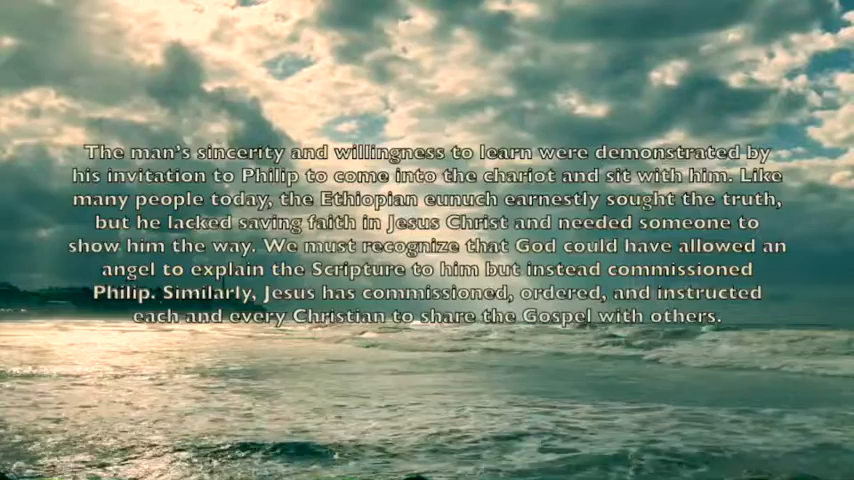 The man's sincerity and willingness to learn were demonstrated by
his invitation to Philip to come into the chariot and sit with him. Like
many people today, the Ethiopian eunuch earnestly sought the truth,
but he lacked saving faith in Jesus Christ and needed someone to
show him the way. We must recognize that God could have allowed an
angel to explain the Scripture to him but instead commissioned
Philip. Similarly, Jesus has commissioned, ordered, and instructed
each and every Christian to share the Gospel with others.